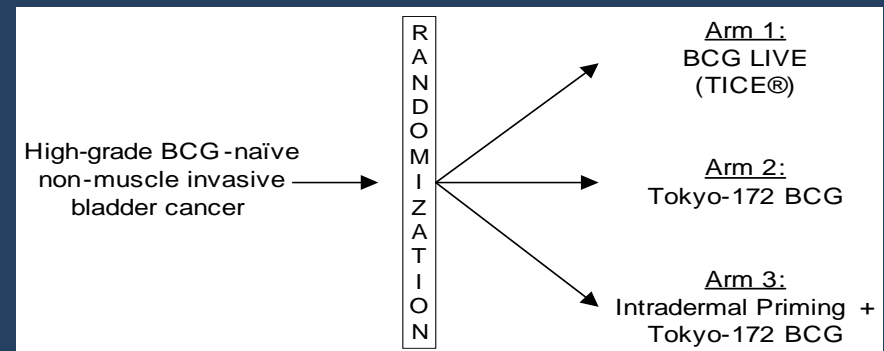 High-grade BCG-naïve
non-muscle invasive
bladder cancer
RANDOMIZATION
Arm 1:
BCG LIVE
(TICE®)
Arm 2:
Tokyo-172 BCG
Arm 3:
Intradermal Priming +
Tokyo-172 BCG